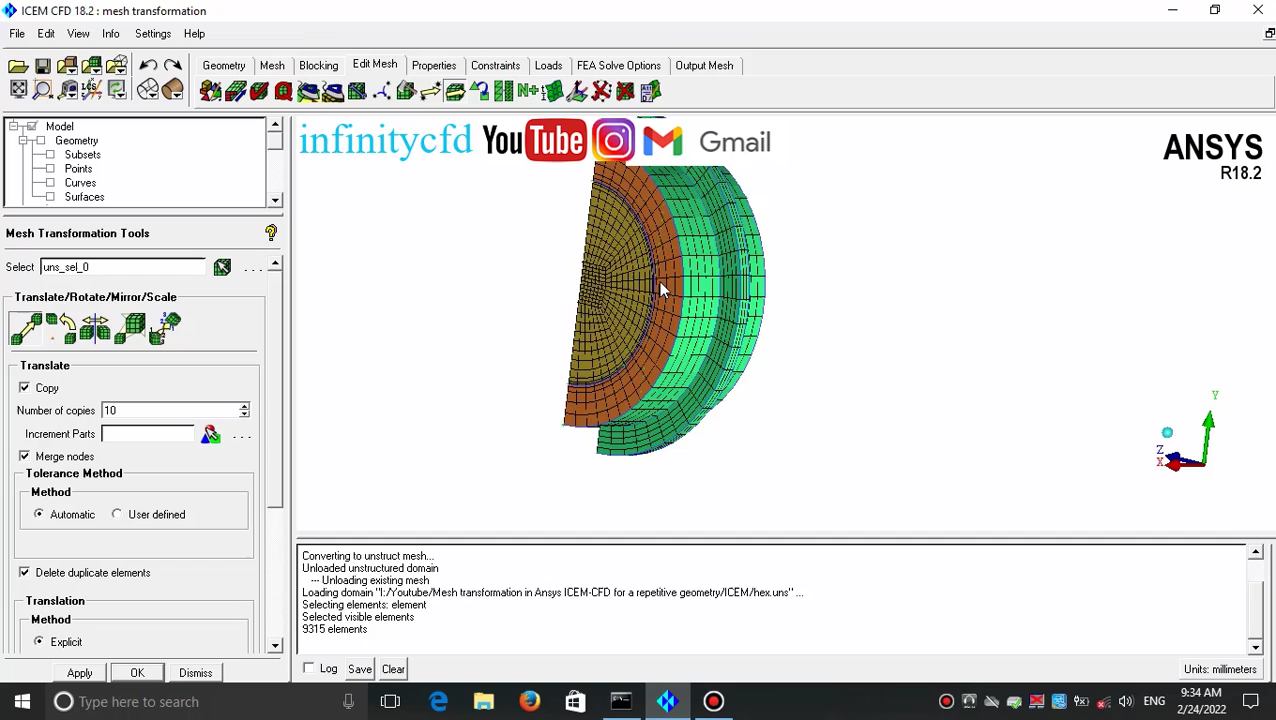 ICEM CFD 18.2 : mesh transformation
File Edit View Info Settings Help
Geometry Mesh Blocking Edit Mesh Properties Constraints Loads FEA Solve Options Output Mesh
Model
Geometry
Subsets
Points
Curves
Surfaces
Mesh Transformation Tools
Select uns_sel_0
Translate/Rotate/Mirror/Scale
Translate
Copy
Number of copies 10
Increment Parts
Merge nodes
Tolerance Method
Method
Automatic User defined
Delete duplicate elements
Translation
Method
Explicit
Apply OK Dismiss
infinitycfd YouTube Gmail
ANSYS
R18.2
Y
Z
X
Converting to unstruct mesh...
Unloaded unstructured domain
--- Unloading existing mesh
Loading domain "I:/Youtube/Mesh transformation in Ansys ICEM-CFD for a repetitive geometry/ICEM/hex.uns" ...
Selecting elements: element
Selected visible elements
9315 elements
Log Save Clear
Units: millimeters
Type here to search
ENG
9:34 AM
2/24/2022